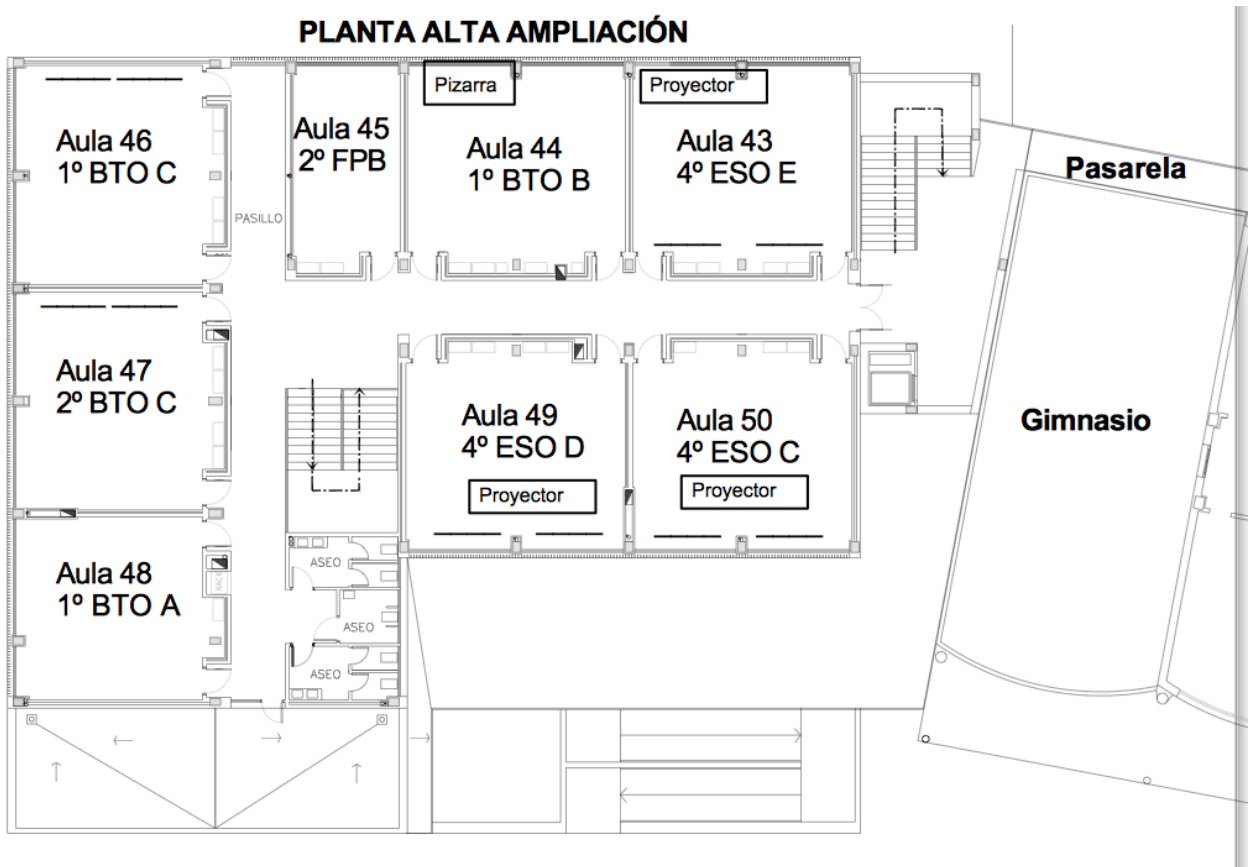 PLANTA ALTA AMPLIACIÓN
Aula 46
1º BTO C
PASILLO
Aula 45
2º FPB
Pizarra
Aula 44
1º BTO B
Proyector
Aula 43
4º ESO E
Pasarela
Gimnasio
Aula 47
2º BTO C
Aula 49
4º ESO D
Proyector
Aula 50
4º ESO C
Proyector
Aula 48
1º BTO A
RACK
ASEO
ASEO
ASEO